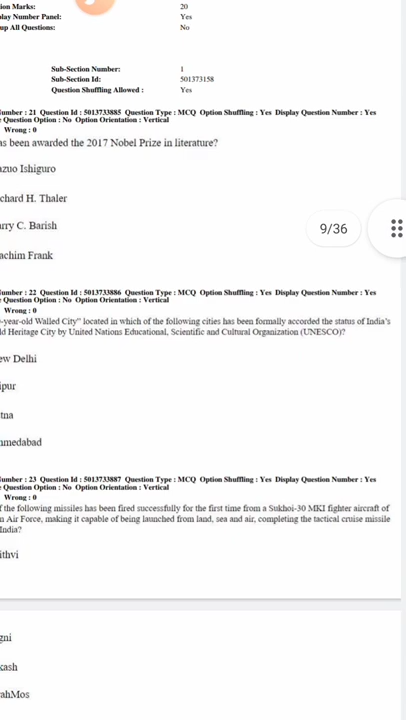 ion Marks: 20
play Number Panel: Yes
up All Questions: No
Sub-Section Number: 1
Sub-Section Id: 501373158
Question Shuffling Allowed : Yes
umber : 21 Question Id : 5013733885 Question Type : MCQ Option Shuffling : Yes Display Question Number : Yes
Question Option : No Option Orientation : Vertical
Wrong : 0
as been awarded the 2017 Nobel Prize in literature?
azuo Ishiguro
chard H. Thaler
arry C. Barish
9/36
achim Frank
umber : 22 Question Id : 5013733886 Question Type : MCQ Option Shuffling : Yes Display Question Number : Yes
Question Option : No Option Orientation : Vertical
Wrong : 0
-year-old Walled City" located in which of the following cities has been formally accorded the status of India's
ld Heritage City by United Nations Educational, Scientific and Cultural Organization (UNESCO)?
ew Delhi
ipur
tna
hmedabad
umber : 23 Question Id : 5013733887 Question Type : MCQ Option Shuffling : Yes Display Question Number : Yes
Question Option : No Option Orientation : Vertical
Wrong : 0
f the following missiles has been fired successfully for the first time from a Sukhoi-30 MKI fighter aircraft of
n Air Force, making it capable of being launched from land, sea and air, completing the tactical cruise missile
India?
ithvi
gni
kash
ahMos